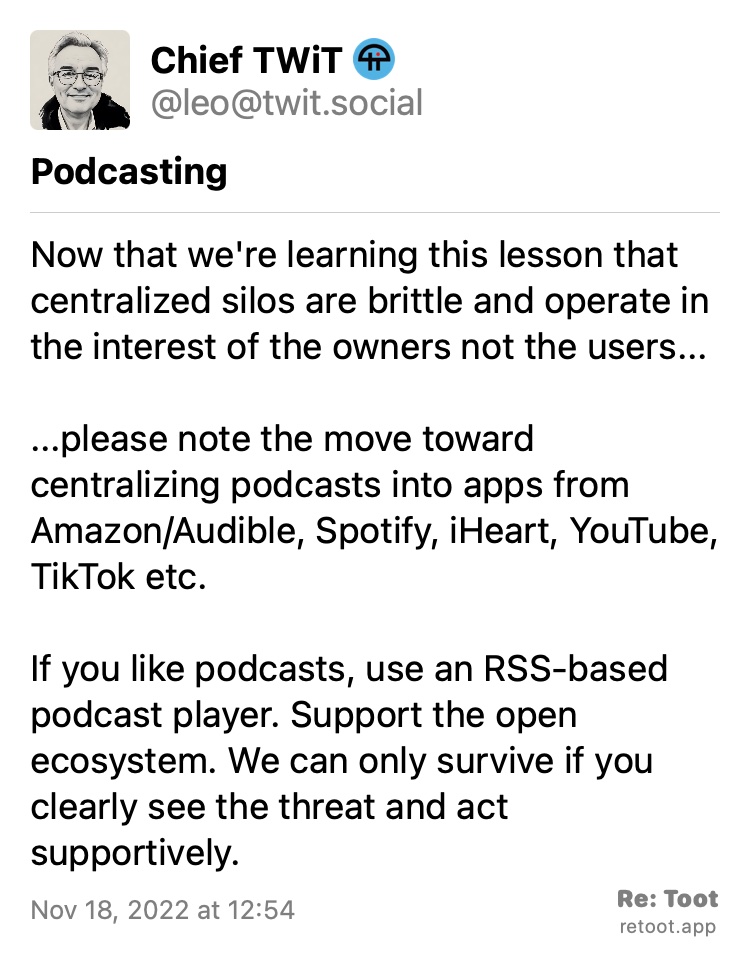 Chief TWiT
@leo@twit.social
Podcasting
Now that we're learning this lesson that
centralized silos are brittle and operate in
the interest of the owners not the users...
...please note the move toward
centralizing podcasts into apps from
Amazon/Audible, Spotify, iHeart, YouTube,
TikTok etc.
If you like podcasts, use an RSS-based
podcast player. Support the open
ecosystem. We can only survive if you
clearly see the threat and act
supportively.
Nov 18, 2022 at 12:54
Re: Toot
retoot.app